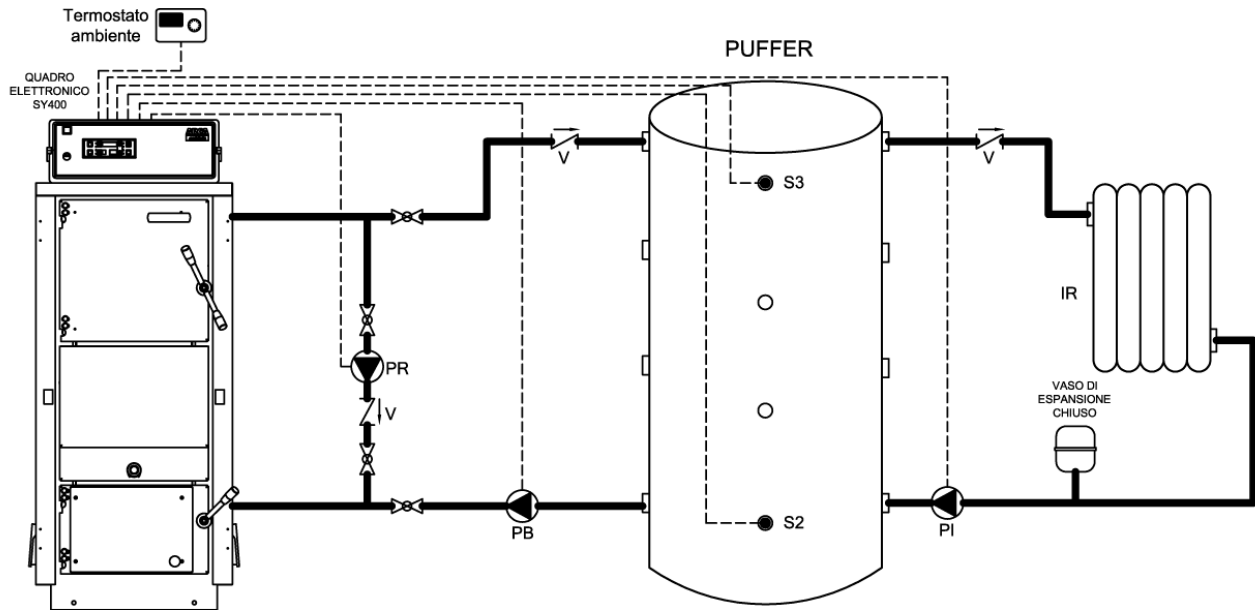 Termostato
ambiente
PUFFER
QUADRO
ELETTRONICO
SY400
V
V
S3
IR
PR
V
VASO DI
ESPANSIONE
CHIUSO
S2
PB
PI